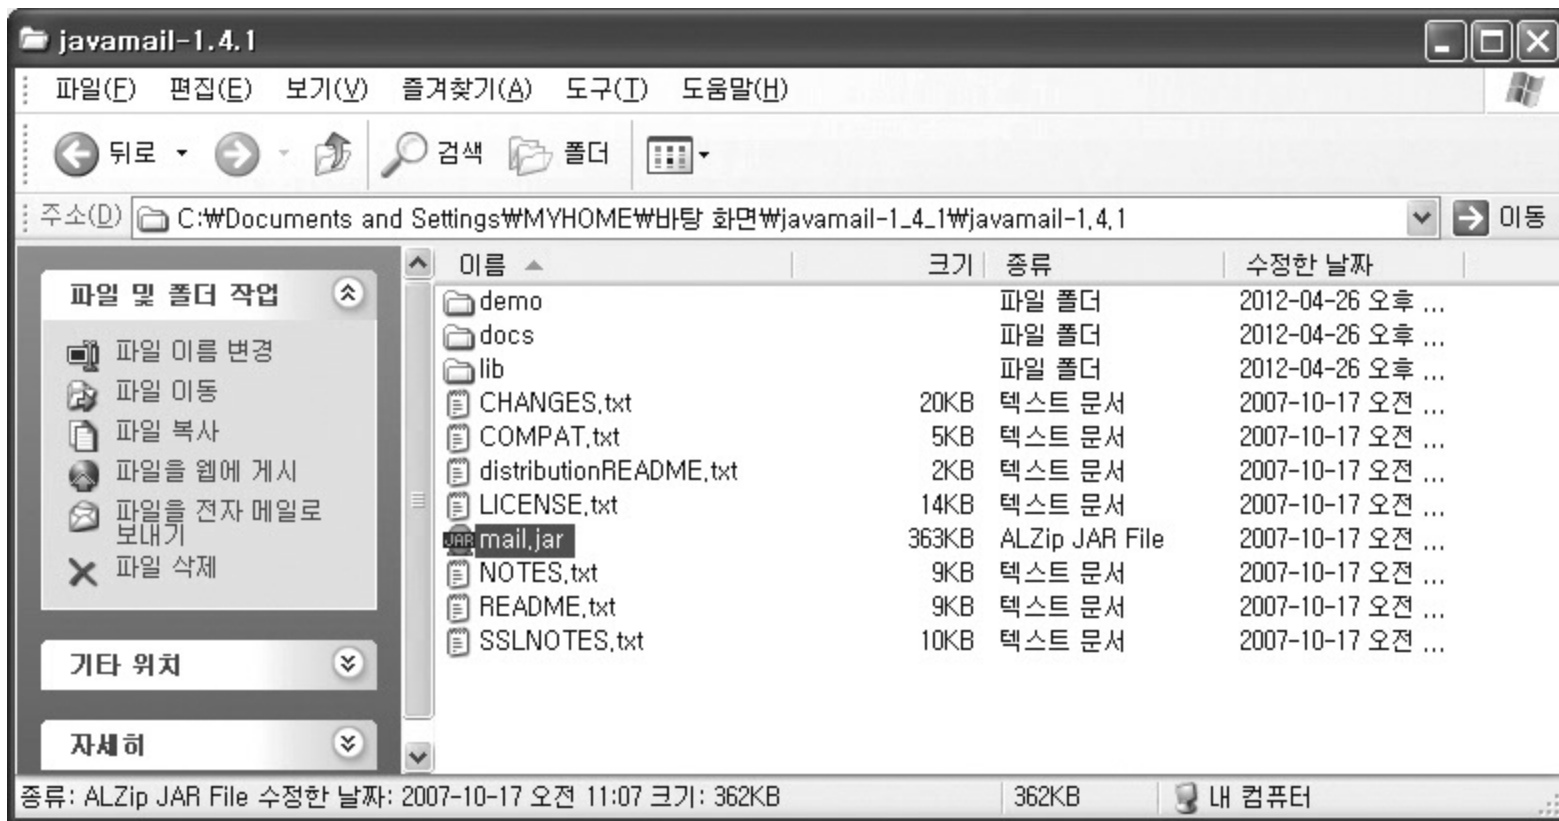 javamail-1.4.1
파일(F) 편집(E) 보기(V) 즐겨찾기(A) 도구(T) 도움말(H)
뒤로 검색 폴더
주소(D) C:₩Documents and Settings₩MYHOME₩바탕 화면₩javamail-1_4_1₩javamail-1.4.1 이동
파일 및 폴더 작업
파일 이름 변경
파일 이동
파일 복사
파일을 웹에 게시
파일을 전자 메일로
보내기
파일 삭제
기타 위치
자세히
이름 크기 종류 수정한 날짜
demo 파일 폴더 2012-04-26 오후 ...
docs 파일 폴더 2012-04-26 오후 ...
lib 파일 폴더 2012-04-26 오후 ...
CHANGES.txt 20KB 텍스트 문서 2007-10-17 오전 ...
COMPAT.txt 5KB 텍스트 문서 2007-10-17 오전 ...
distributionREADME.txt 2KB 텍스트 문서 2007-10-17 오전 ...
LICENSE.txt 14KB 텍스트 문서 2007-10-17 오전 ...
JAR mail.jar 363KB ALZip JAR File 2007-10-17 오전 ...
NOTES.txt 9KB 텍스트 문서 2007-10-17 오전 ...
README.txt 9KB 텍스트 문서 2007-10-17 오전 ...
SSLNOTES.txt 10KB 텍스트 문서 2007-10-17 오전 ...
종류: ALZip JAR File 수정한 날짜: 2007-10-17 오전 11:07 크기: 362KB 362KB 내 컴퓨터